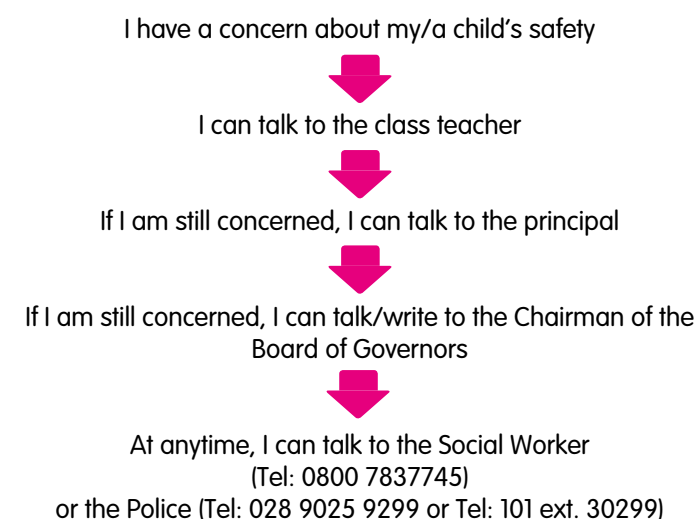 I have a concern about my/a child's safety
I can talk to the class teacher
If I am still concerned, I can talk to the principal
If I am still concerned, I can talk/write to the Chairman of the
Board of Governors
At anytime, I can talk to the Social Worker
(Tel: 0800 7837745)
or the Police (Tel: 028 9025 9299 or Tel: 101 ext. 30299)